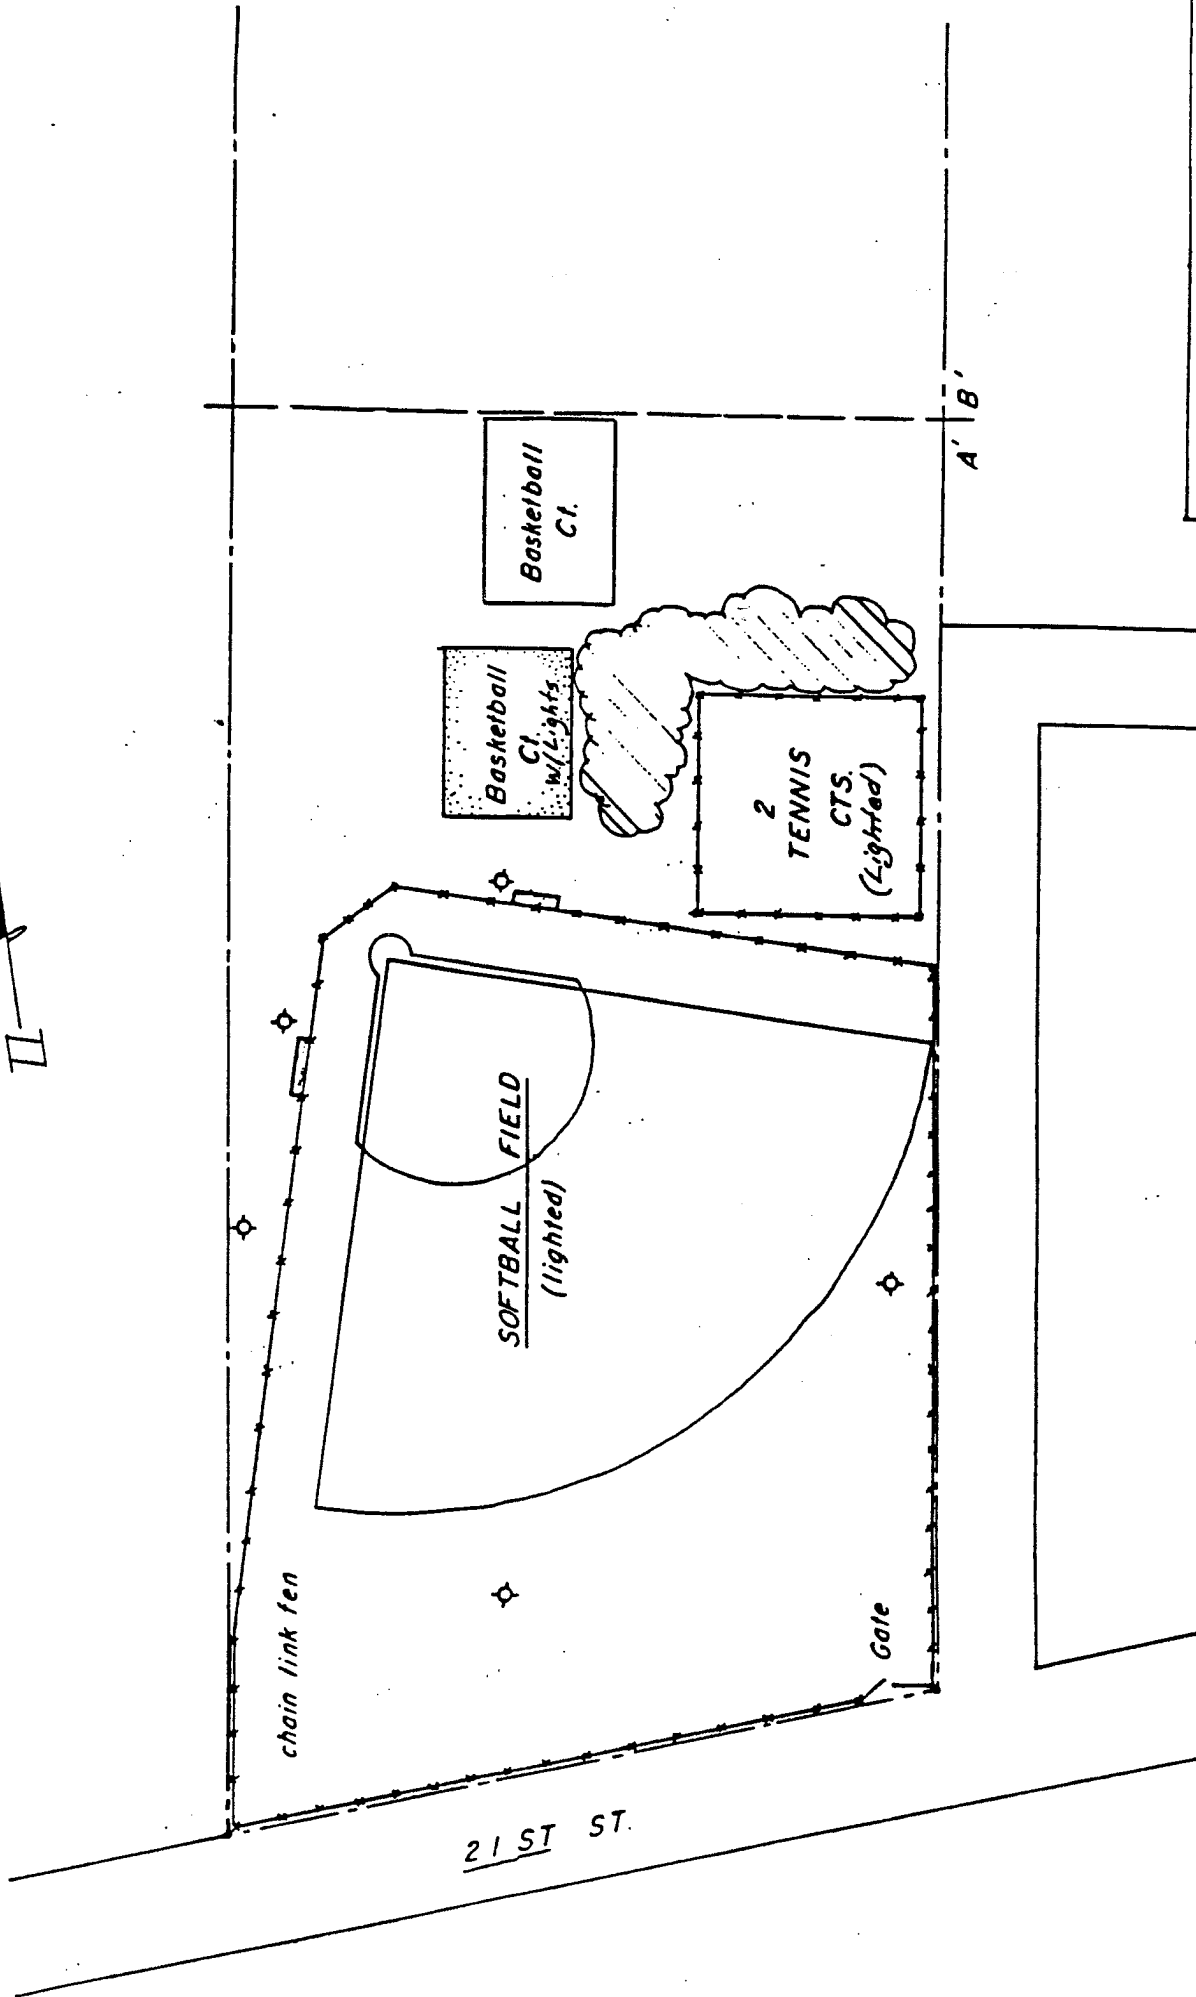 B'
A'
Basketball
Ct.
Basketball
Ct.
w/Lights
2
TENNIS
CTS.
(Lighted)
SOFTBALL FIELD
(lighted)
chain link fen
Gate
21 ST ST.